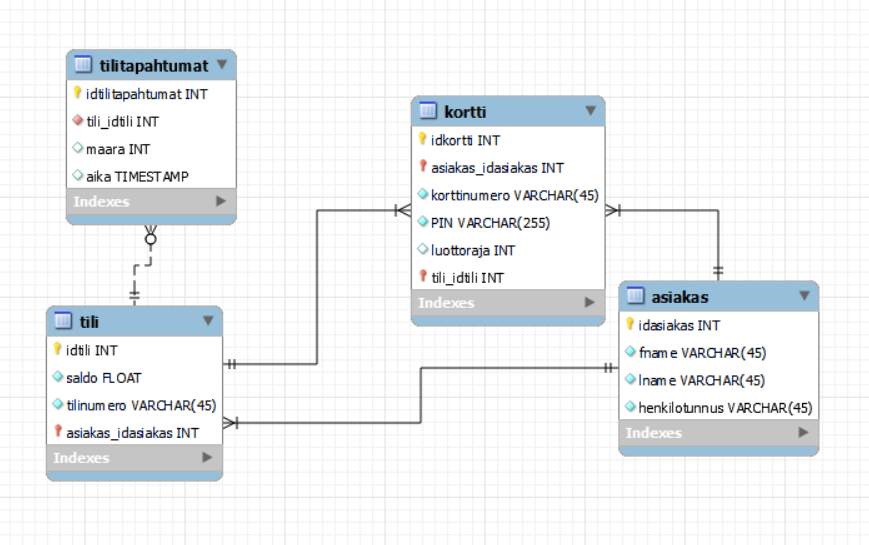 tilitapahtumat
idtilitapahtumat INT
tili_idtili INT
maara INT
aika TIMESTAMP
Indexes
kortti
idkortti INT
asiakas_idasiakas INT
korttinumero VARCHAR(45)
PIN VARCHAR(255)
luottoraja INT
tili_idtili INT
Indexes
tili
idtili INT
saldo FLOAT
tilinumero VARCHAR(45)
asiakas_idasiakas INT
Indexes
asiakas
idasiakas INT
fname VARCHAR(45)
lname VARCHAR(45)
henkilotunnus VARCHAR(45)
Indexes